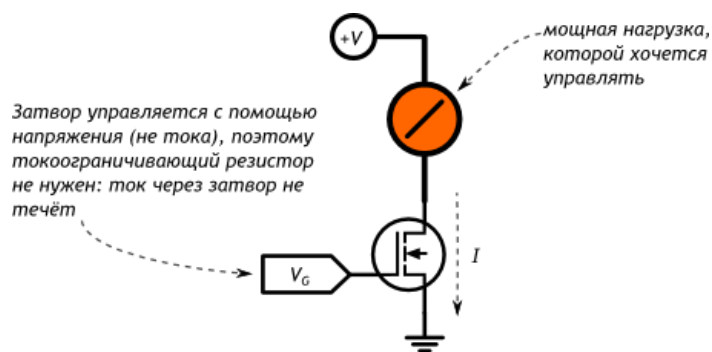 +V
мощная нагрузка,
которой хочется
управлять
Затвор управляется с помощью
напряжения (не тока), поэтому
токоограничивающий резистор
не нужен: ток через затвор не
течёт
I
VG